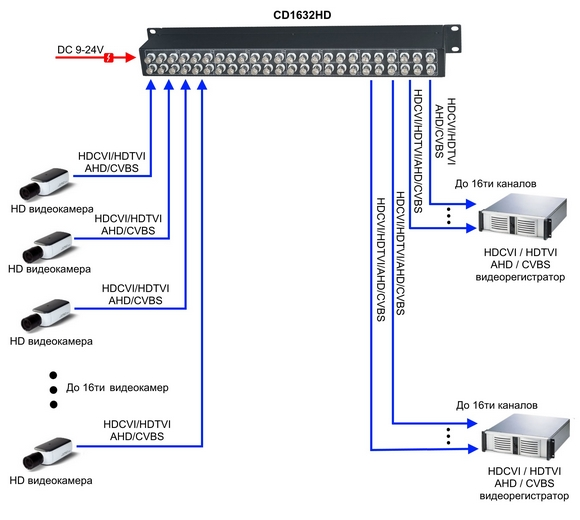 CD1632HD
DC 9-24V
HDCVI/HDTVI
AHD/CVBS
HD видеокамера
HDCVI/HDTVI
AHD/CVBS
HD видеокамера
HDCVI/HDTVI
AHD/CVBS
HD видеокамера
До 16ти видеокамер
HDCVI/HDTVI
AHD/CVBS
HD видеокамера
HDCVI/HDTVI/AHD/CVBS
HDCVI/HDTVI/AHD/CVBS
HDCVI/HDTVI/AHD/CVBS
HDCVI/HDTVI
AHD/CVBS
До 16ти каналов
HDCVI / HDTVI
AHD / CVBS
видеорегистратор
До 16ти каналов
HDCVI / HDTVI
AHD / CVBS
видеорегистратор